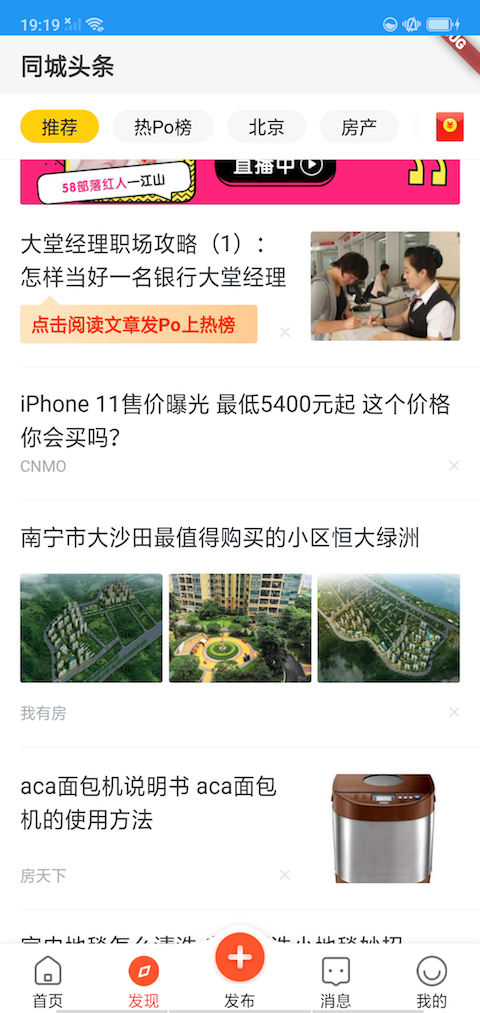 19:19
UG
同城头条
推荐
热Po榜
北京
房产
58部落红人一江山
直播中
大堂经理职场攻略（1）：
怎样当好一名银行大堂经理
点击阅读文章发Po上热榜
iPhone 11售价曝光 最低5400元起 这个价格
你会买吗？
CNMO
南宁市大沙田最值得购买的小区恒大绿洲
我有房
aca面包机说明书 aca面包
机的使用方法
房天下
首页
发现
发布
消息
我的